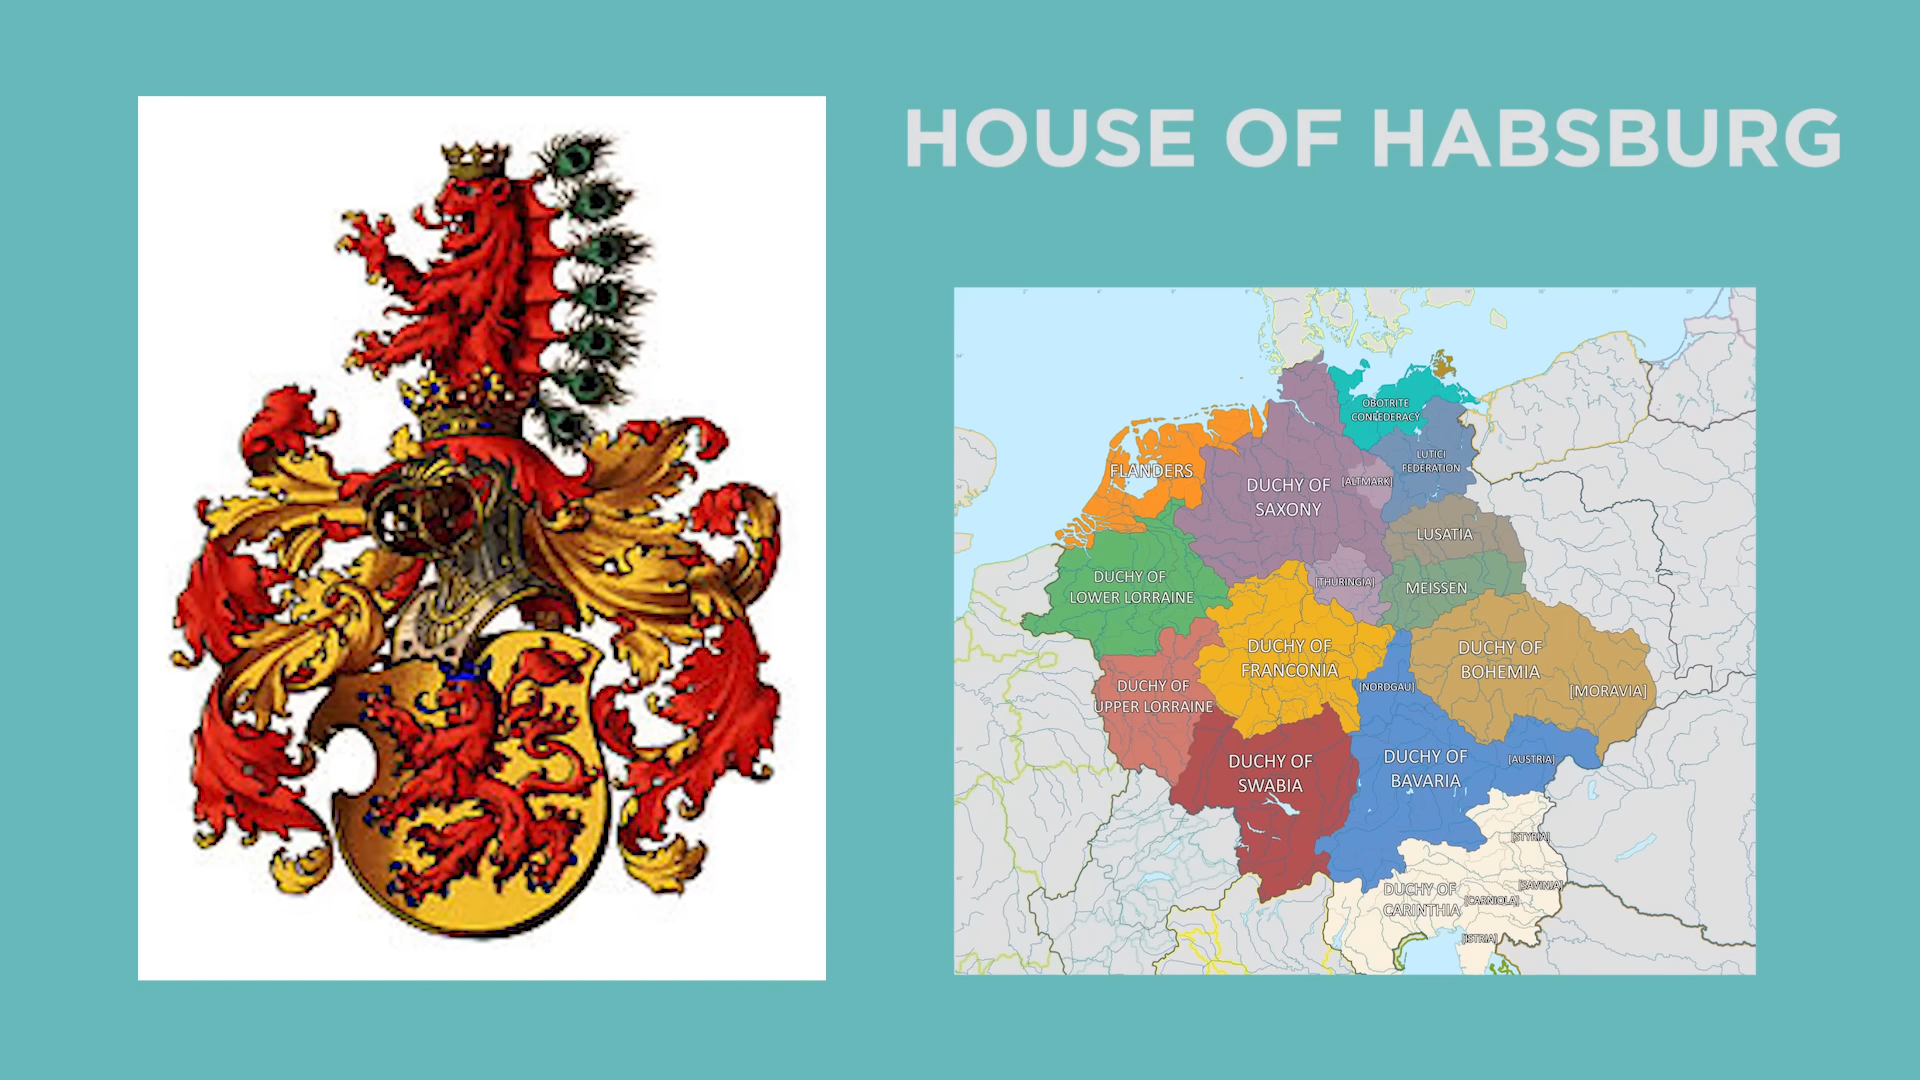 HOUSE OF HABSBURG
OBOTRITE
CONFEDERACY
FLANDERS
LUTICI
FEDERATION
[ALTMARK]
DUCHY OF
SAXONY
LUSATIA
DUCHY OF
LOWER LORRAINE
[THURINGIA]
MEISSEN
DUCHY OF
FRANCONIA
DUCHY OF
BOHEMIA
[NORDGAU]
[MORAVIA]
DUCHY OF
UPPER LORRAINE
DUCHY OF
SWABIA
DUCHY OF
BAVARIA
[AUSTRIA]
[STYRIA]
DUCHY OF
CARINTHIA
[SAVINJA]
[CARNIOLA]
[ISTRIA]